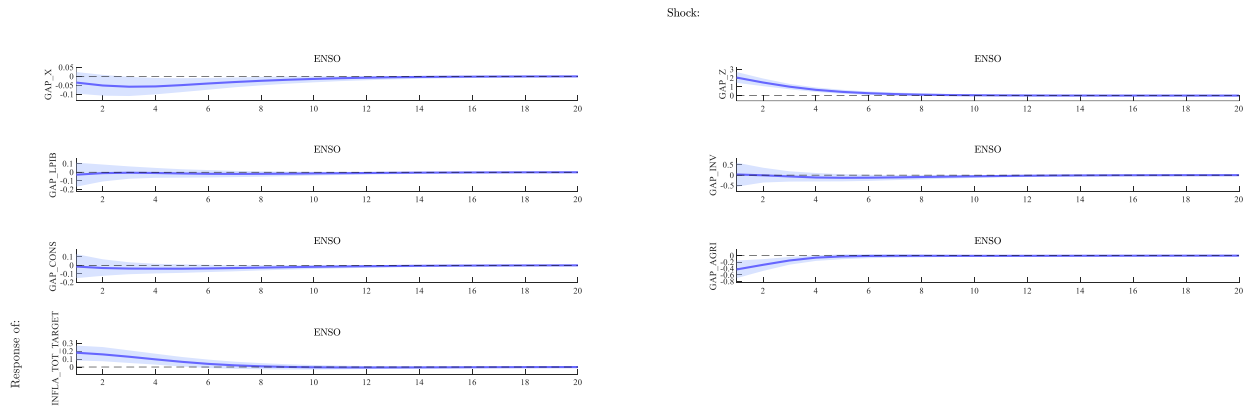 Shock:
ENSO
GAP_X
0.05
0
-0.05
-0.1
2 4 6 8 10 12 14 16 18 20
ENSO
GAP_Z
3
2
1
0
2 4 6 8 10 12 14 16 18 20
ENSO
GAP_LPIB
0.1
0
-0.1
-0.2
2 4 6 8 10 12 14 16 18 20
ENSO
GAP_INV
0.5
0
-0.5
2 4 6 8 10 12 14 16 18 20
ENSO
GAP_CONS
0.1
0
-0.1
-0.2
2 4 6 8 10 12 14 16 18 20
ENSO
GAP_AGRI
0
-0.2
-0.4
-0.6
-0.8
2 4 6 8 10 12 14 16 18 20
Response of:
ENSO
INFLA_TOT_TARGET
0.3
0.2
0.1
0
2 4 6 8 10 12 14 16 18 20